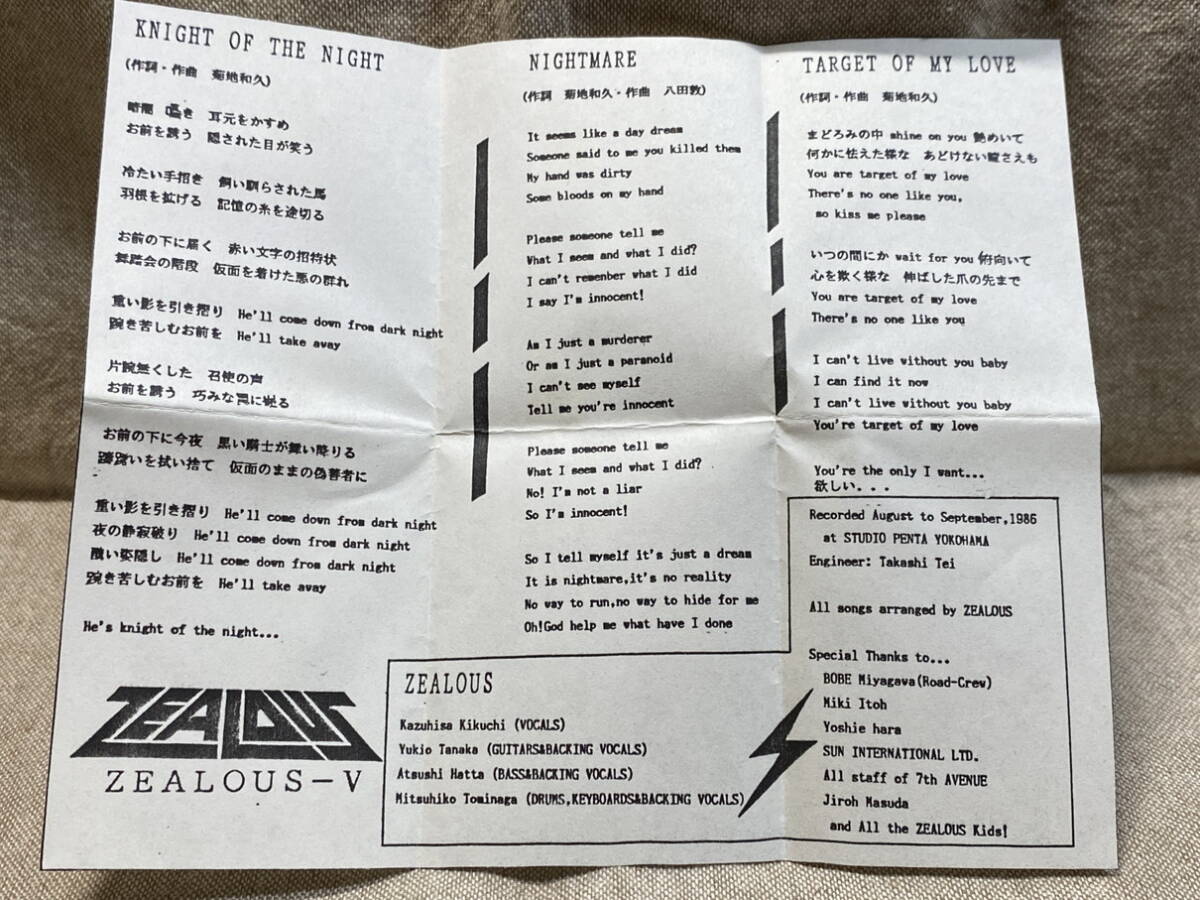 KNIGHT OF THE NIGHT
(作詞・作曲 菊地和久)
暗闇 囁き 耳元をかすめ
お前を誘う 隠された目が笑う
冷たい手招き 飼い馴らされた馬
羽根を拡げる 記憶の糸を途切る
お前の下に届く 赤い文字の招待状
舞踏会の階段 仮面を着けた悪の群れ
重い影を引き摺り He'll come down from dark night
踠き苦しむお前を He'll take away
片腕無くした 召使の声
お前を誘う 巧みな罠に嵌る
お前の下に今夜 黒い騎士が舞い降りる
躊躇いを拭い捨て 仮面のままの偽善者に
重い影を引き摺り He'll come down from dark night
夜の静寂破り He'll come down from dark night
醜い姿隠し He'll come down from dark night
踠き苦しむお前を He'll take away
He's knight of the night...
ZEALOUS
ZEALOUS-V
NIGHTMARE
(作詞 菊地和久・作曲 八田敦)
It seems like a day dream
Someone said to me you killed them
My hand was dirty
Some bloods on my hand
Please someone tell me
What I seem and what I did?
I can't remenber what I did
I say I'm innocent!
Am I just a murderer
Or am I just a paranoid
I can't see myself
Tell me you're innocent
Please someone tell me
What I seem and what I did?
No! I'm not a liar
So I'm innocent!
So I tell myself it's just a dream
It is nightmare,it's no reality
No way to run,no way to hide for me
Oh!God help me what have I done
TARGET OF MY LOVE
(作詞・作曲 菊地和久)
まどろみの中 shine on you 艶めいて
何かに怯えた様な あどけない瞳さえも
You are target of my love
There's no one like you,
so kiss me please
いつの間にか wait for you 俯向いて
心を欺く様な 伸ばした爪の先まで
You are target of my love
There's no one like you
I can't live without you baby
I can find it now
I can't live without you baby
You're target of my love
You're the only I want...
欲しい...
Recorded August to September,1986
at STUDIO PENTA YOKOHAMA
Engineer: Takashi Tei
All songs arranged by ZEALOUS
Special Thanks to...
BOBE Miyagawa(Road-Crew)
Miki Itoh
Yoshie hara
SUN INTERNATIONAL LTD.
All staff of 7th AVENUE
Jiroh Masuda
and All the ZEALOUS Kids!
ZEALOUS
Kazuhisa Kikuchi (VOCALS)
Yukio Tanaka (GUITARS&BACKING VOCALS)
Atsushi Hatta (BASS&BACKING VOCALS)
Mitsuhiko Tominaga (DRUMS,KEYBOARDS&BACKING VOCALS)